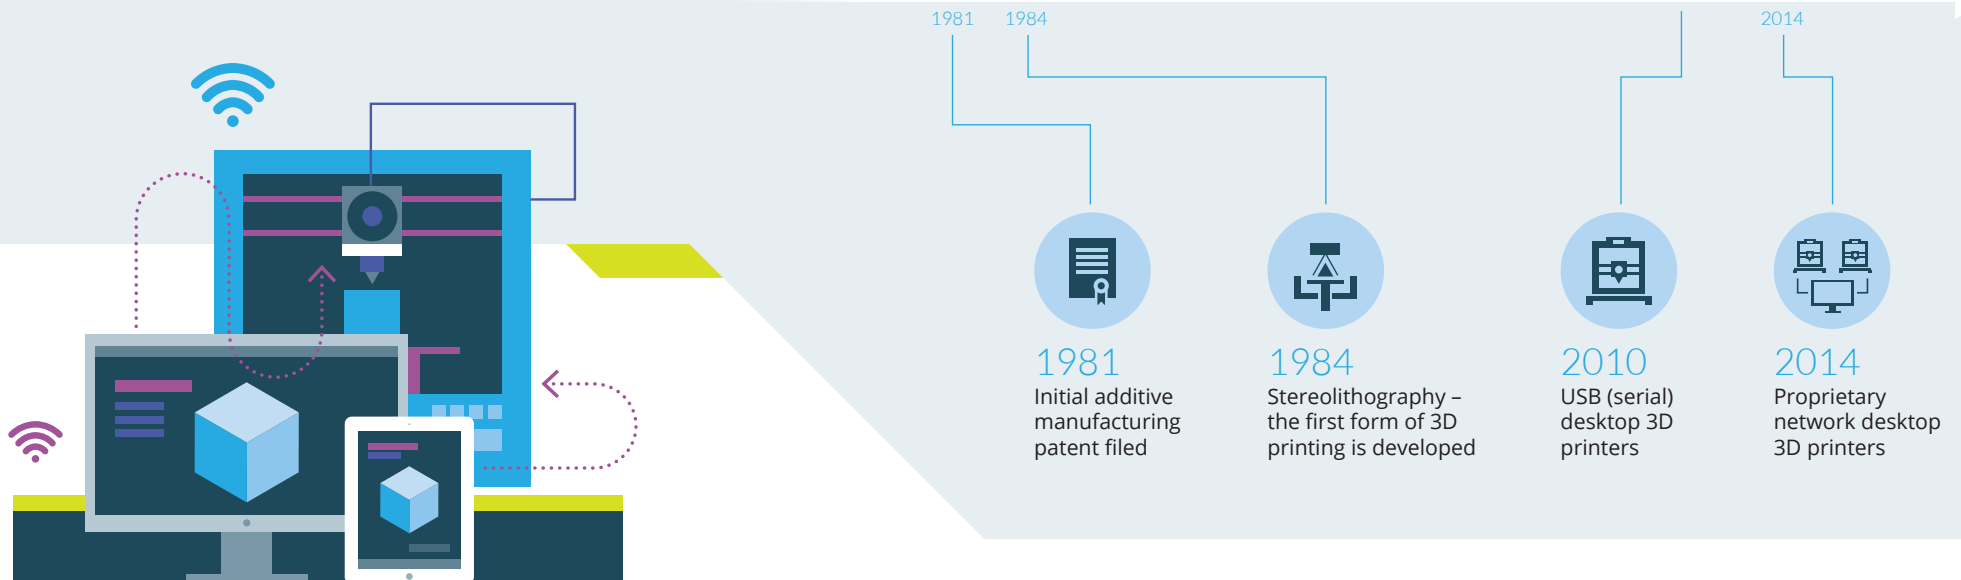 1981 1984 2014
1981
Initial additive
manufacturing
patent filed
1984
Stereolithography –
the first form of 3D
printing is developed
2010
USB (serial)
desktop 3D
printers
2014
Proprietary
network desktop
3D printers